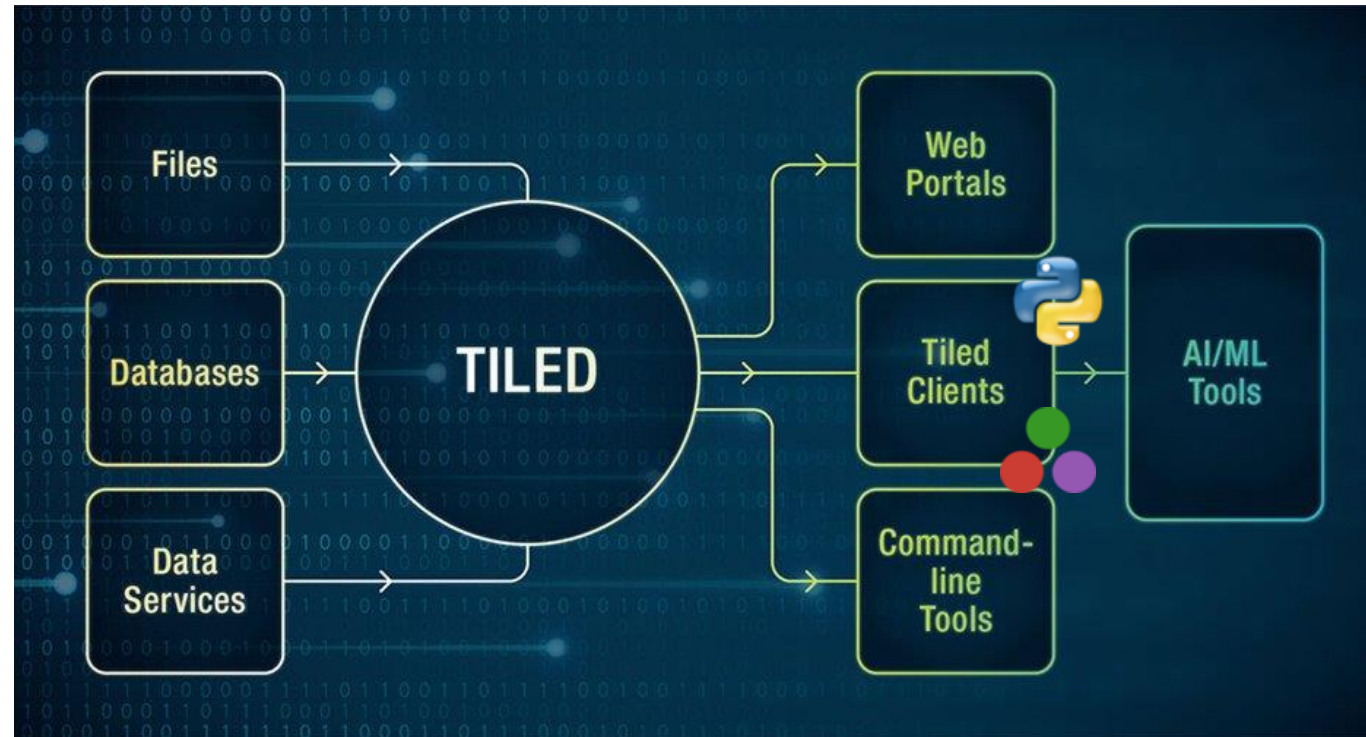 Files
Databases
Data
Services
TILED
Web
Portals
Tiled
Clients
Command-
line
Tools
AI/ML
Tools